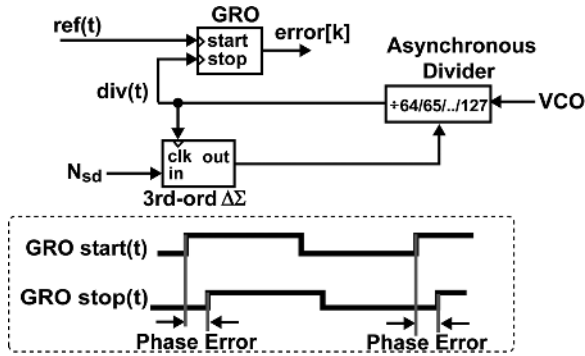 GRO
ref(t)
start
stop
error[k]
Asynchronous
Divider
div(t)
÷64/65/../127
VCO
clk out
in
N_sd
3rd-ord ΔΣ
GRO start(t)
GRO stop(t)
Phase Error
Phase Error